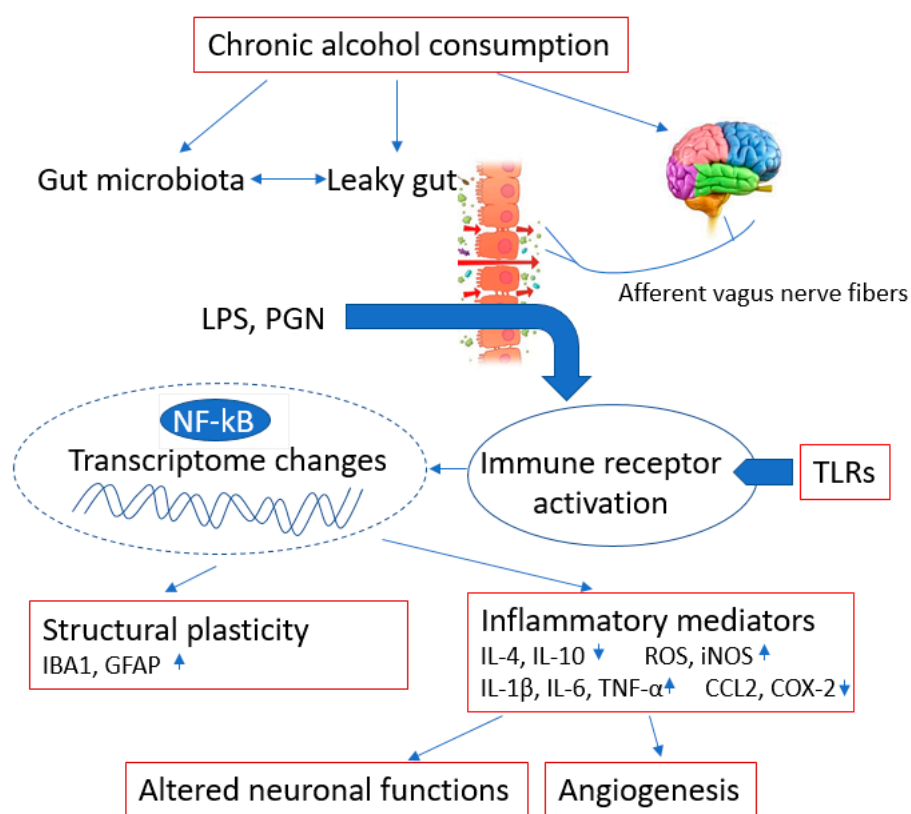 Chronic alcohol consumption
Gut microbiota
Leaky gut
Afferent vagus nerve fibers
LPS, PGN
NF-kB
Transcriptome changes
Immune receptor
activation
TLRs
Structural plasticity
IBA1, GFAP
Inflammatory mediators
IL-4, IL-10 ROS, iNOS
IL-1β, IL-6, TNF-α CCL2, COX-2
Altered neuronal functions
Angiogenesis